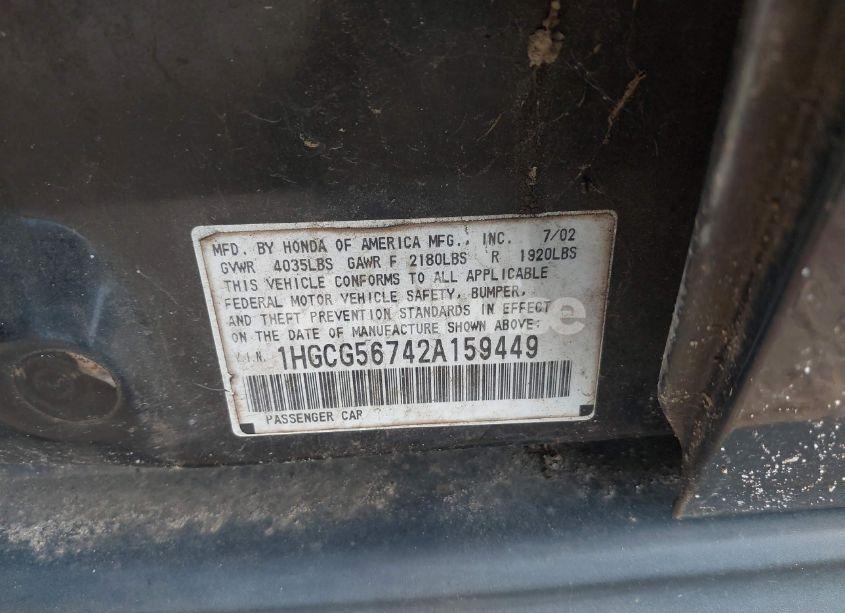 MFD. BY HONDA OF AMERICA MFG., INC. 7/02
GVWR 4035LBS GAWR F 2180LBS R 1920LBS
THIS VEHICLE CONFORMS TO ALL APPLICABLE
FEDERAL MOTOR VEHICLE SAFETY, BUMPER,
AND THEFT PREVENTION STANDARDS IN EFFECT
ON THE DATE OF MANUFACTURE SHOWN ABOVE:
V.I.N. 1HGCG56742A159449
PASSENGER CAR